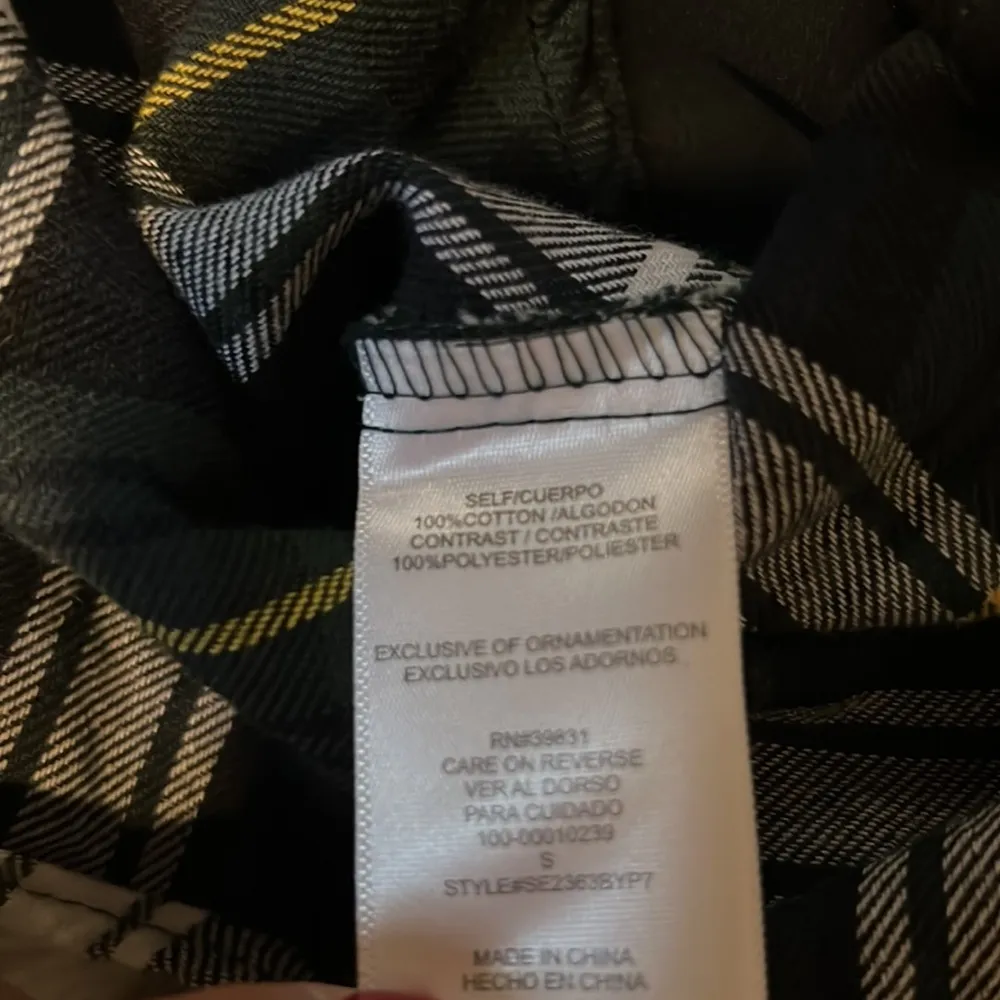 SELF/CUERPO
100%COTTON /ALGODON
CONTRAST / CONTRASTE
100%POLYESTER/POLIESTER
EXCLUSIVE OF ORNAMENTATION
EXCLUSIVO LOS ADORNOS
RN#39631
CARE ON REVERSE
VER AL DORSO
PARA CUIDADO
100-00010239
S
STYLE#SE2363BYP7
MADE IN CHINA
HECHO EN CHINA